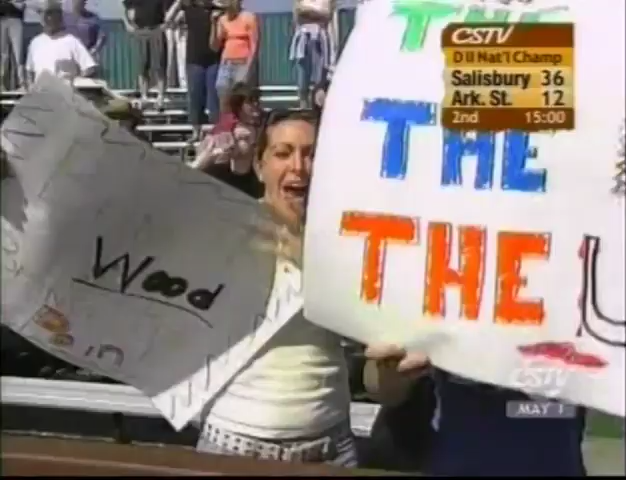 CSTV
D II Nat'l Champ
Salisbury 36
Ark. St. 12
2nd 15:00
THE
THE
THE
Wood
CSTV
MAY 1